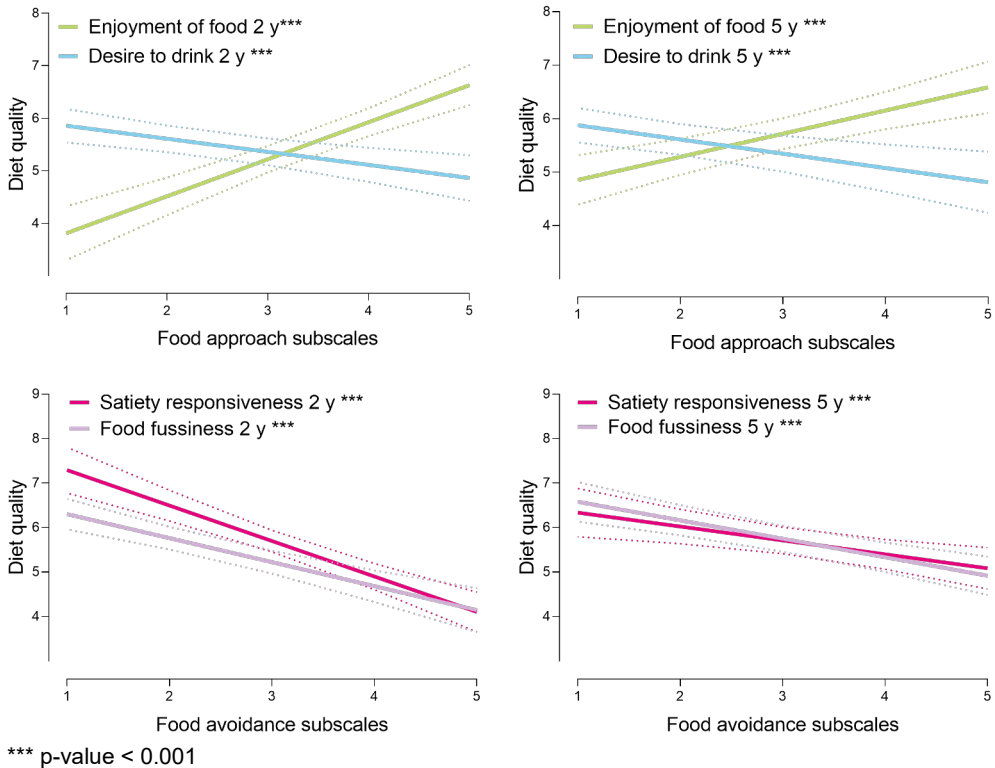 Enjoyment of food 2 y***
Desire to drink 2 y ***
Diet quality
8
7
6
5
4
1 2 3 4 5
Food approach subscales
Enjoyment of food 5 y ***
Desire to drink 5 y ***
Diet quality
8
7
6
5
4
1 2 3 4 5
Food approach subscales
Satiety responsiveness 2 y ***
Food fussiness 2 y ***
Diet quality
9
8
7
6
5
4
1 2 3 4 5
Food avoidance subscales
Satiety responsiveness 5 y ***
Food fussiness 5 y ***
Diet quality
9
8
7
6
5
4
1 2 3 4 5
Food avoidance subscales
*** p-value < 0.001